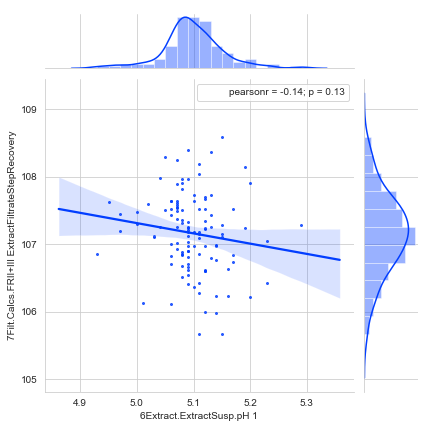 pearsonr = -0.14; p = 0.13
109
108
107
106
105
7Filt.Calcs.FRII+III ExtractFiltrateStepRecovery
4.9 5.0 5.1 5.2 5.3
6Extract.ExtractSusp.pH 1